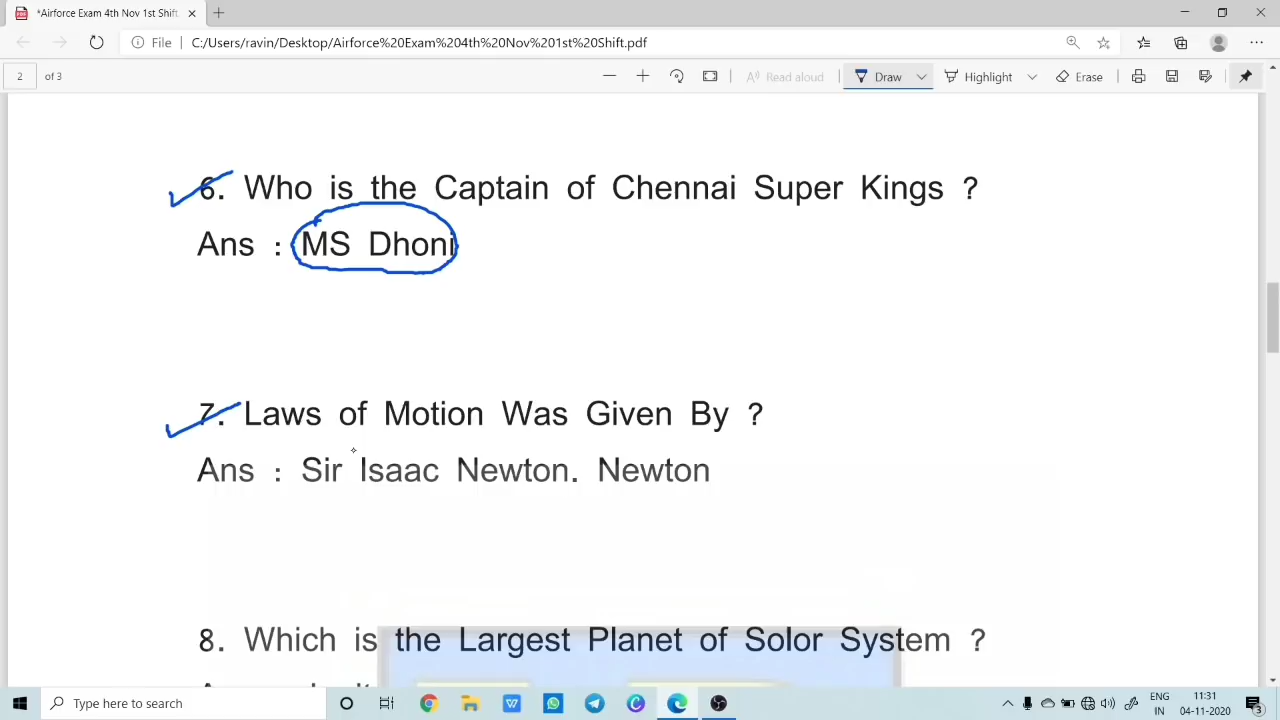 *Airforce Exam 4th Nov 1st Shift
File C:/Users/ravin/Desktop/Airforce%20Exam%204th%20Nov%201st%20Shift.pdf
2 of 3 Read aloud Draw Highlight Erase
6. Who is the Captain of Chennai Super Kings ?
Ans : MS Dhoni
7. Laws of Motion Was Given By ?
Ans : Sir Isaac Newton. Newton
8. Which is the Largest Planet of Solor System ?
Type here to search
ENG 11:31
IN 04-11-2020 3